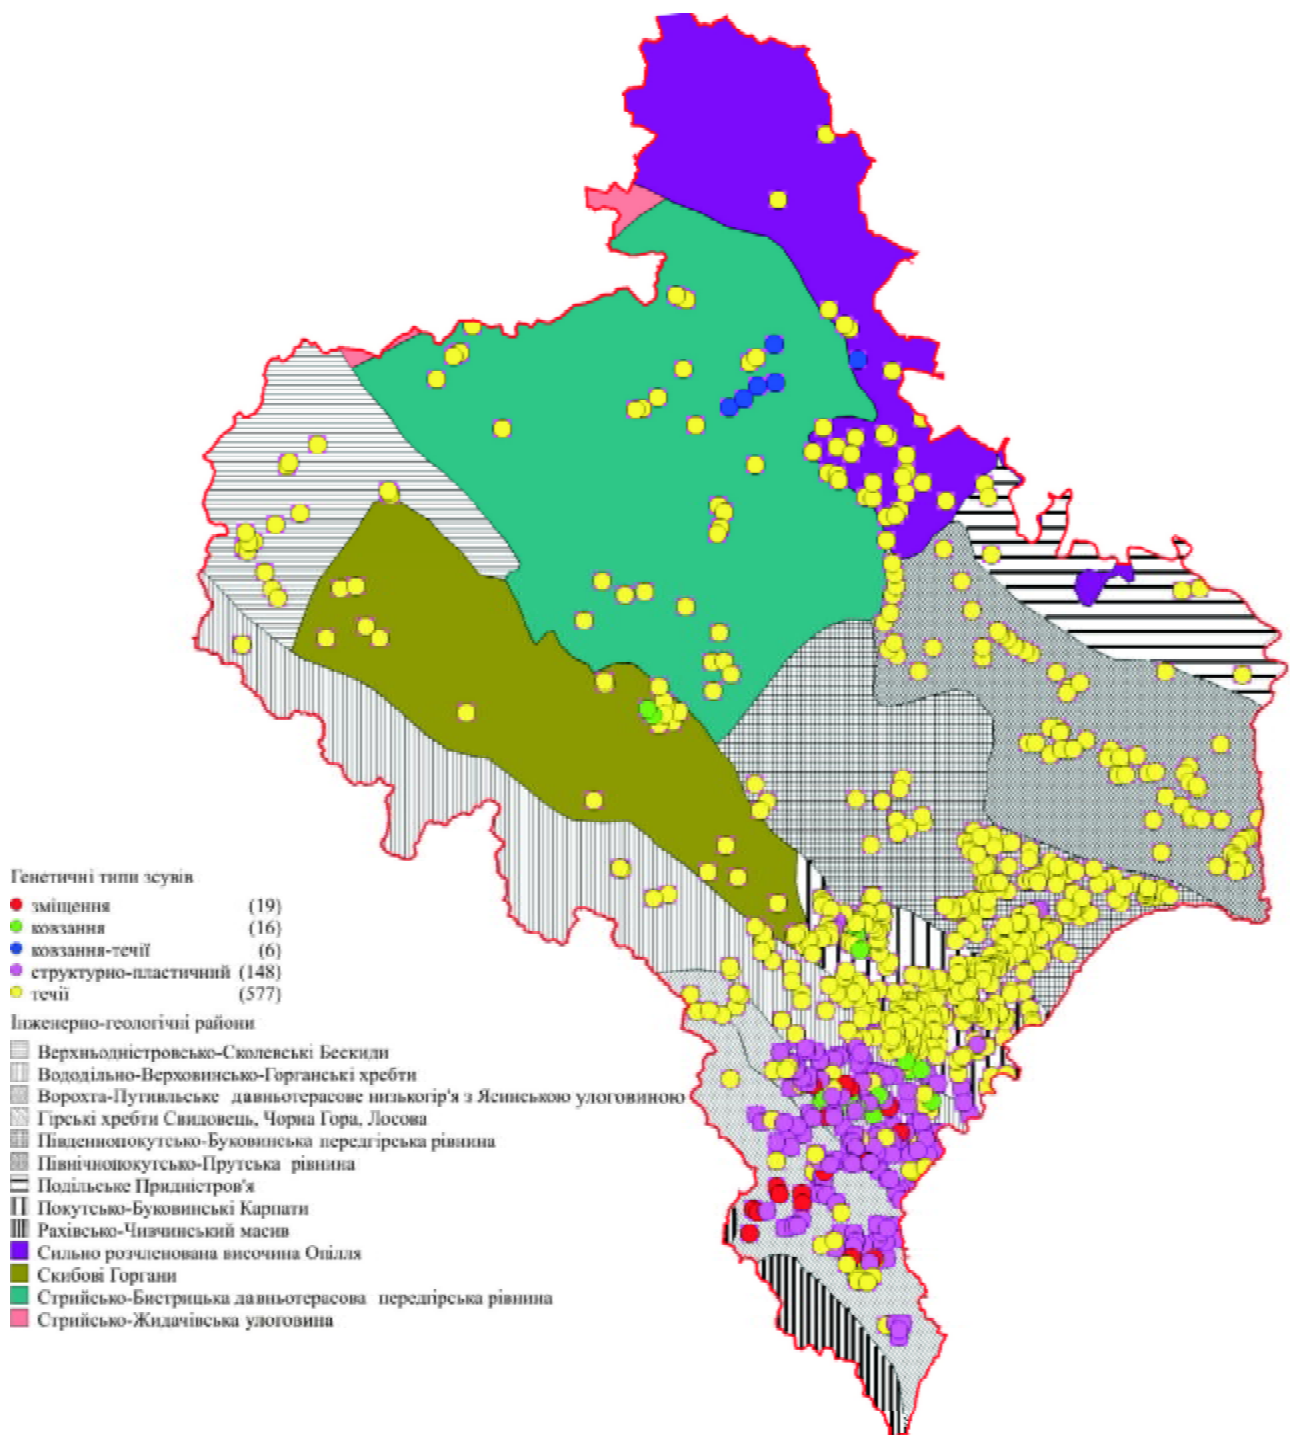 Генетичні типи зсувів
зміщення (19)
ковзання (16)
ковзання-течії (6)
структурно-пластичний (148)
течії (577)
Інженерно-геологічні райони
Верхньодністровсько-Сколевські Бескиди
Вододільно-Верховинсько-Горганські хребти
Ворохта-Путильське давньотерасове низькогір'я з Ясинською улоговиною
Гірські хребти Свидовець, Чорна Гора, Лосова
Південнопокутсько-Буковинська передгірська рівнина
Північнопокутсько-Прутська рівнина
Подільське Придністров'я
Покутсько-Буковинські Карпати
Рахівсько-Чивчинський масив
Сильно розчленована височина Опілля
Скибові Горгани
Стрийсько-Бистрицька давньотерасова передгірська рівнина
Стрийсько-Жидачівська улоговина